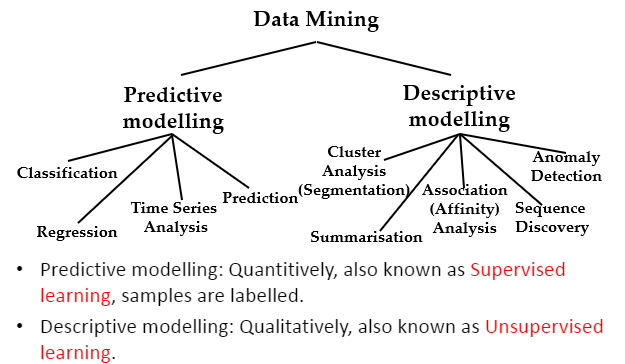 Data Mining
Predictive
modelling
Descriptive
modelling
Classification
Regression
Time Series
Analysis
Prediction
Cluster
Analysis
(Segmentation)
Summarisation
Association
(Affinity)
Analysis
Sequence
Discovery
Anomaly
Detection
• Predictive modelling: Quantitively, also known as Supervised
learning, samples are labelled.
• Descriptive modelling: Qualitatively, also known as Unsupervised
learning.